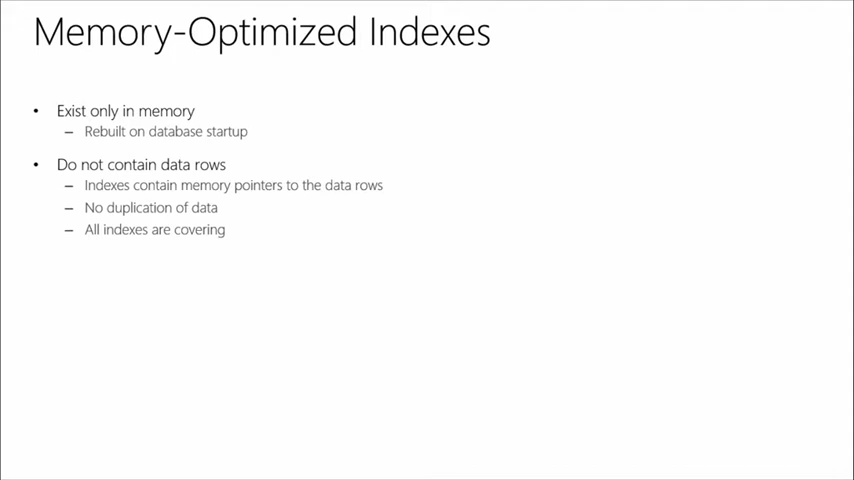 Memory-Optimized Indexes
• Exist only in memory
– Rebuilt on database startup
• Do not contain data rows
– Indexes contain memory pointers to the data rows
– No duplication of data
– All indexes are covering